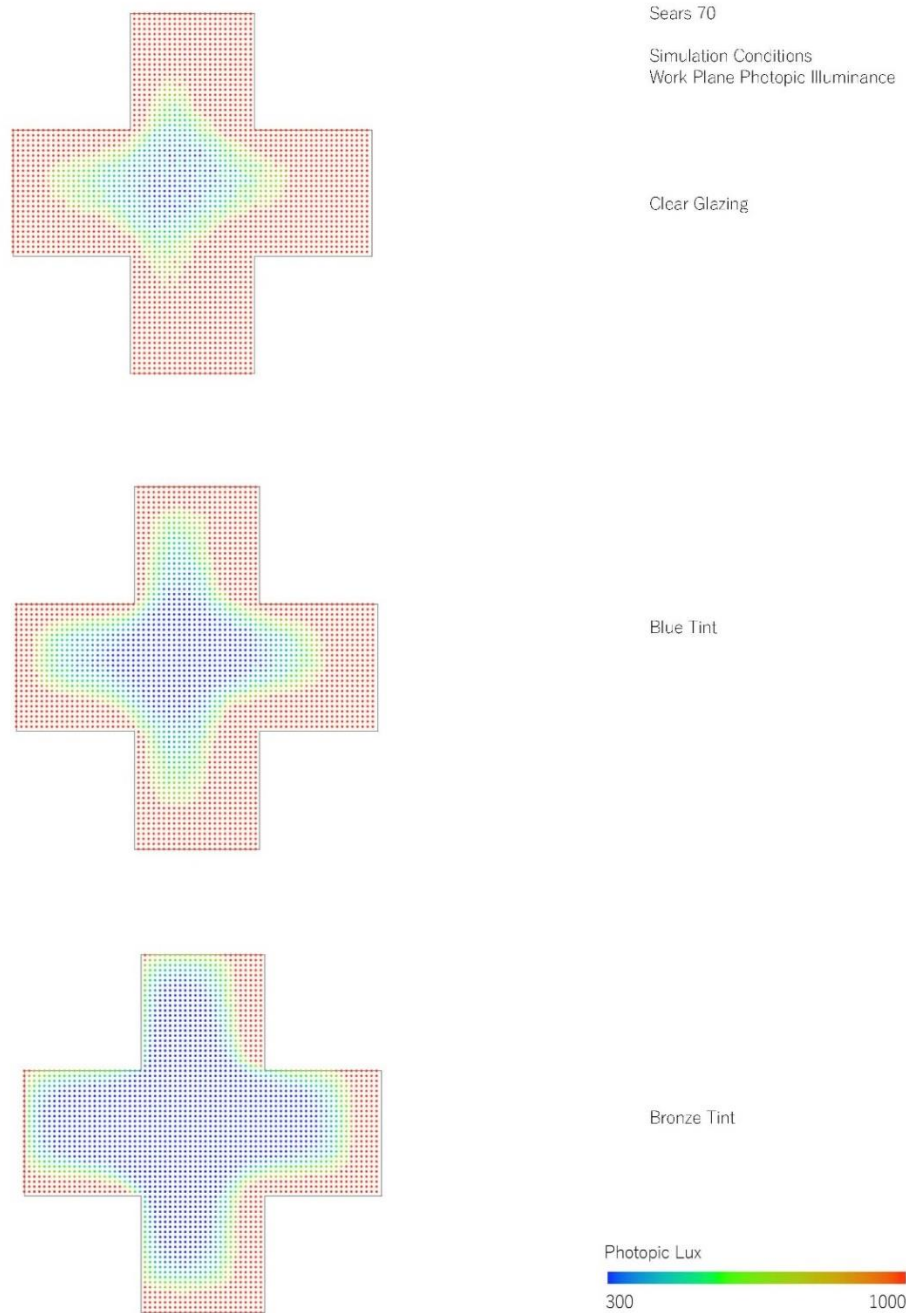 Sears 70
Simulation Conditions
Work Plane Photopic Illuminance
Clear Glazing
Blue Tint
Bronze Tint
Photopic Lux
300 1000